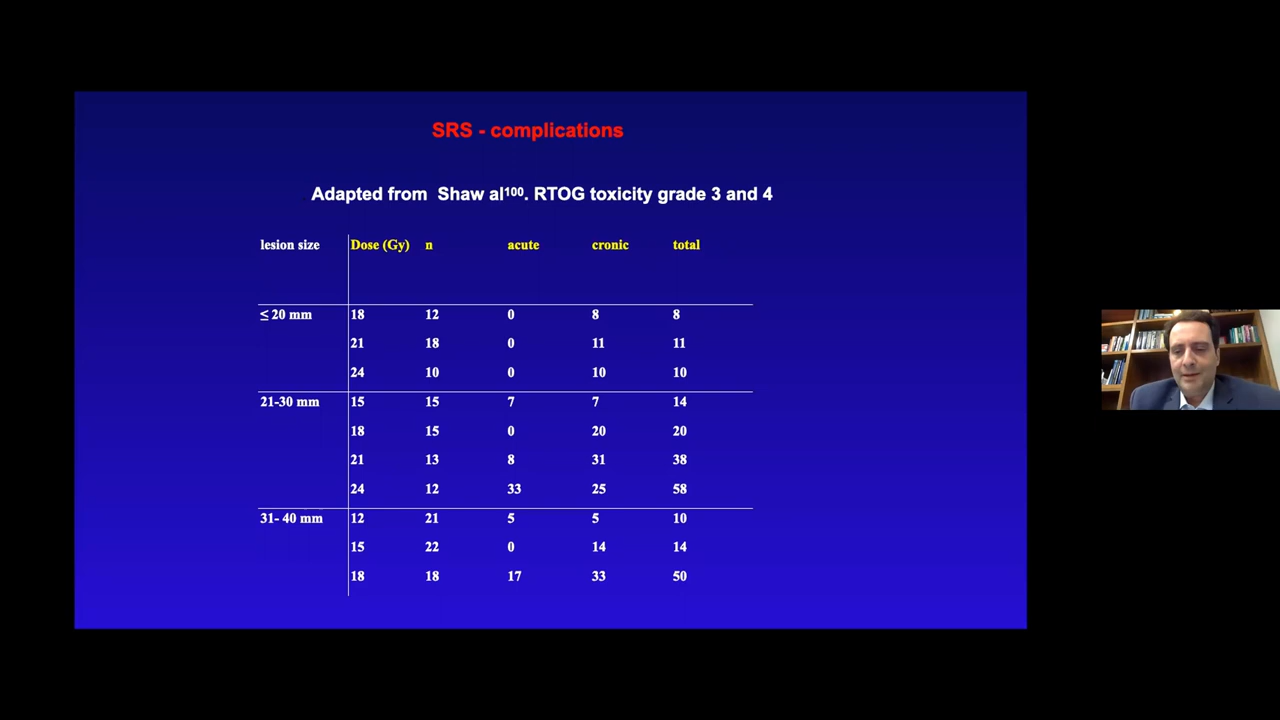 SRS - complications
Adapted from Shaw al100. RTOG toxicity grade 3 and 4
lesion size Dose (Gy) n acute cronic total
≤ 20 mm 18 12 0 8 8
21 18 0 11 11
24 10 0 10 10
21-30 mm 15 15 7 7 14
18 15 0 20 20
21 13 8 31 38
24 12 33 25 58
31- 40 mm 12 21 5 5 10
15 22 0 14 14
18 18 17 33 50